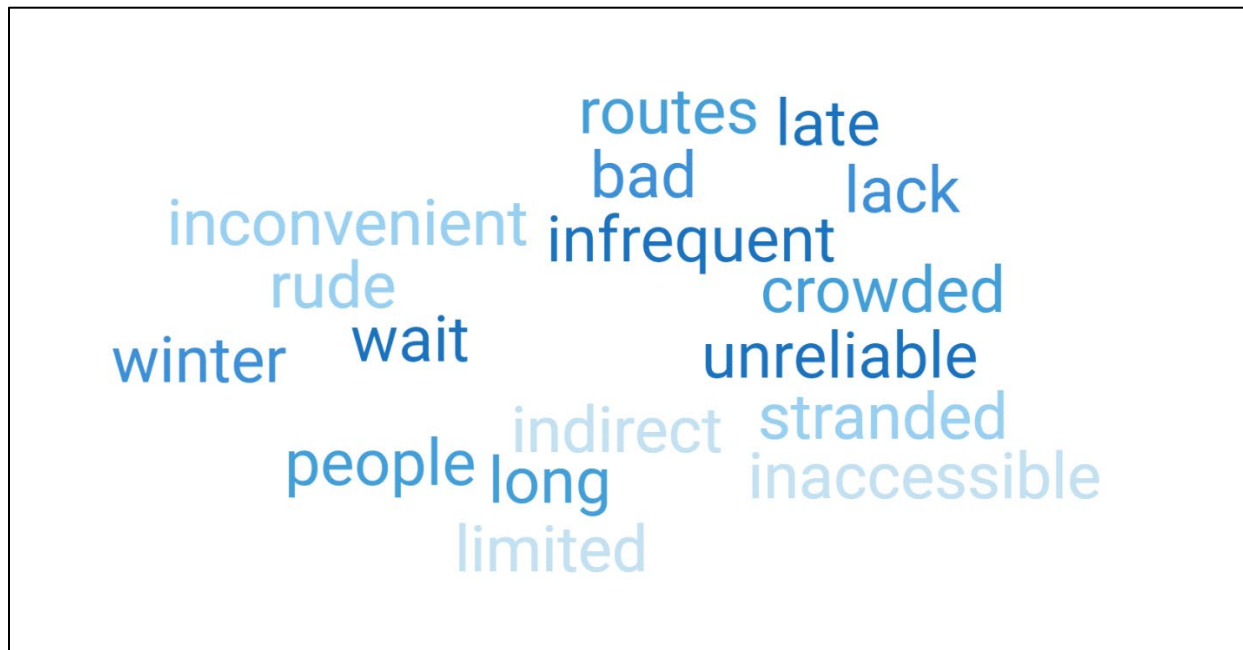 routes late
bad
lack
inconvenient
infrequent
rude
crowded
wait
unreliable
winter
stranded
indirect
people
inaccessible
long
limited